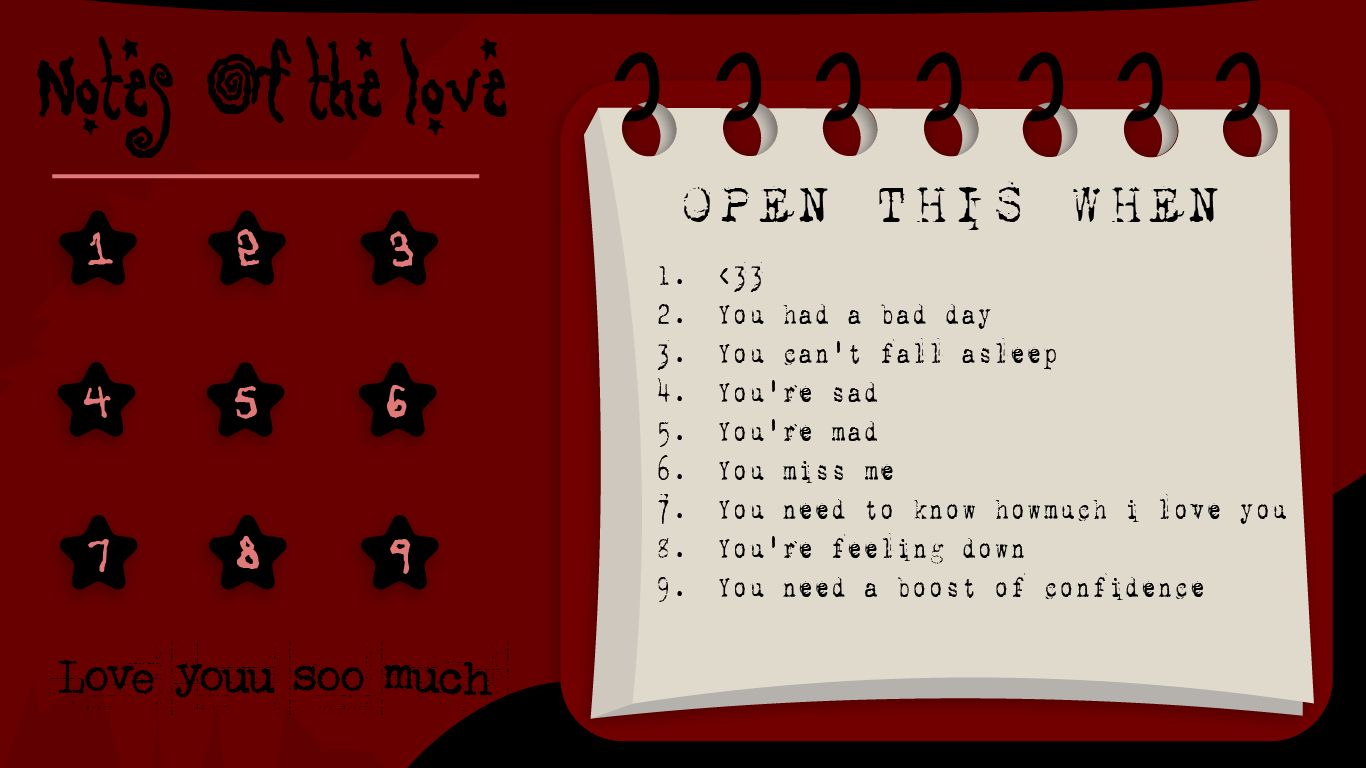 Notes Of the love
1 2 3
4 5 6
7 8 9
Love youu soo much
OPEN THIS WHEN
1. <33
2. You had a bad day
3. You can't fall asleep
4. You're sad
5. You're mad
6. You miss me
7. You need to know howmuch i love you
8. You're feeling down
9. You need a boost of confidence